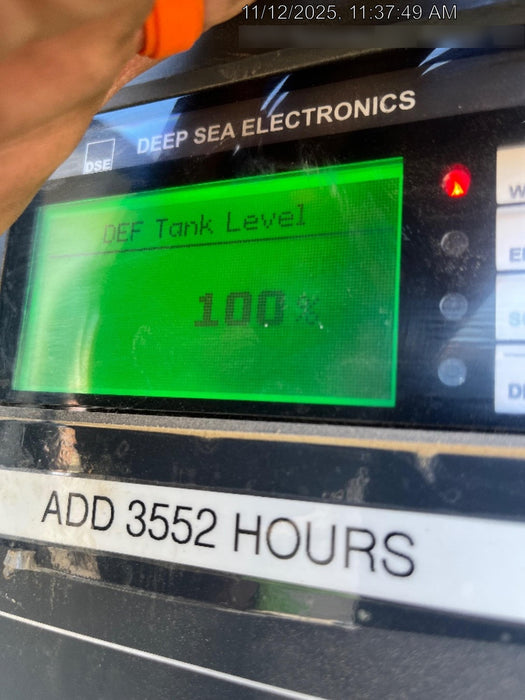 11/12/2025, 11:37:49 AM
DSE
DEEP SEA ELECTRONICS
DEF Tank Level
100 %
ADD 3552 HOURS